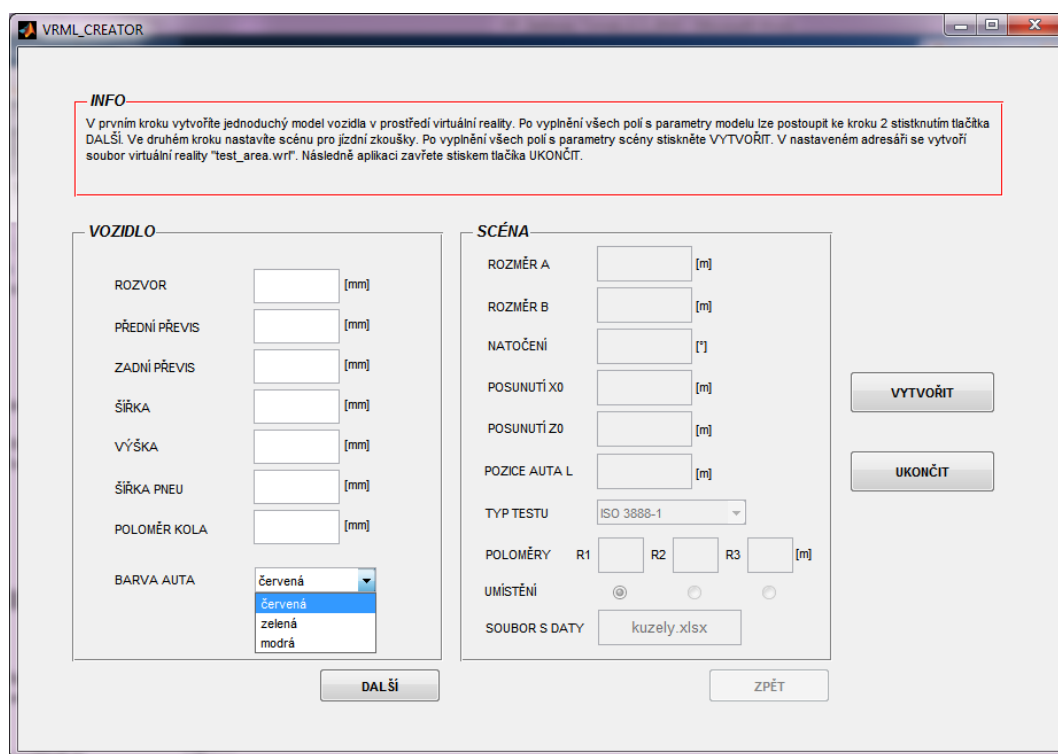 VRML_CREATOR
INFO
V prvním kroku vytvoříte jednoduchý model vozidla v prostředí virtuální reality. Po vyplnění všech polí s parametry modelu lze postoupit ke kroku 2 stistknutím tlačítka
DALŠÍ. Ve druhém kroku nastavíte scénu pro jízdní zkoušky. Po vyplnění všech polí s parametry scény stiskněte VYTVOŘIT. V nastaveném adresáři se vytvoří
soubor virtuální reality "test_area.wrl". Následně aplikaci zavřete stiskem tlačíka UKONČIT.
VOZIDLO
ROZVOR [mm]
PŘEDNÍ PŘEVIS [mm]
ZADNÍ PŘEVIS [mm]
ŠÍŘKA [mm]
VÝŠKA [mm]
ŠÍŘKA PNEU [mm]
POLOMĚR KOLA [mm]
BARVA AUTA červená
červená
zelená
modrá
DALŠÍ
SCÉNA
ROZMĚR A [m]
ROZMĚR B [m]
NATOČENÍ [°]
POSUNUTÍ X0 [m]
POSUNUTÍ Z0 [m]
POZICE AUTA L [m]
TYP TESTU ISO 3888-1
POLOMĚRY R1 R2 R3 [m]
UMÍSTĚNÍ
SOUBOR S DATY kuzely.xlsx
ZPĚT
VYTVOŘIT
UKONČIT